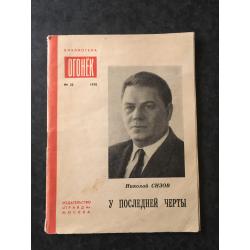 БИБЛИОТЕКА
ОГОНЁК
Николай СИЗОВ
У ПОСЛЕДНЕЙ ЧЕРТЫ
ИЗДАТЕЛЬСТВО
«ПРАВДА»
МОСКВА